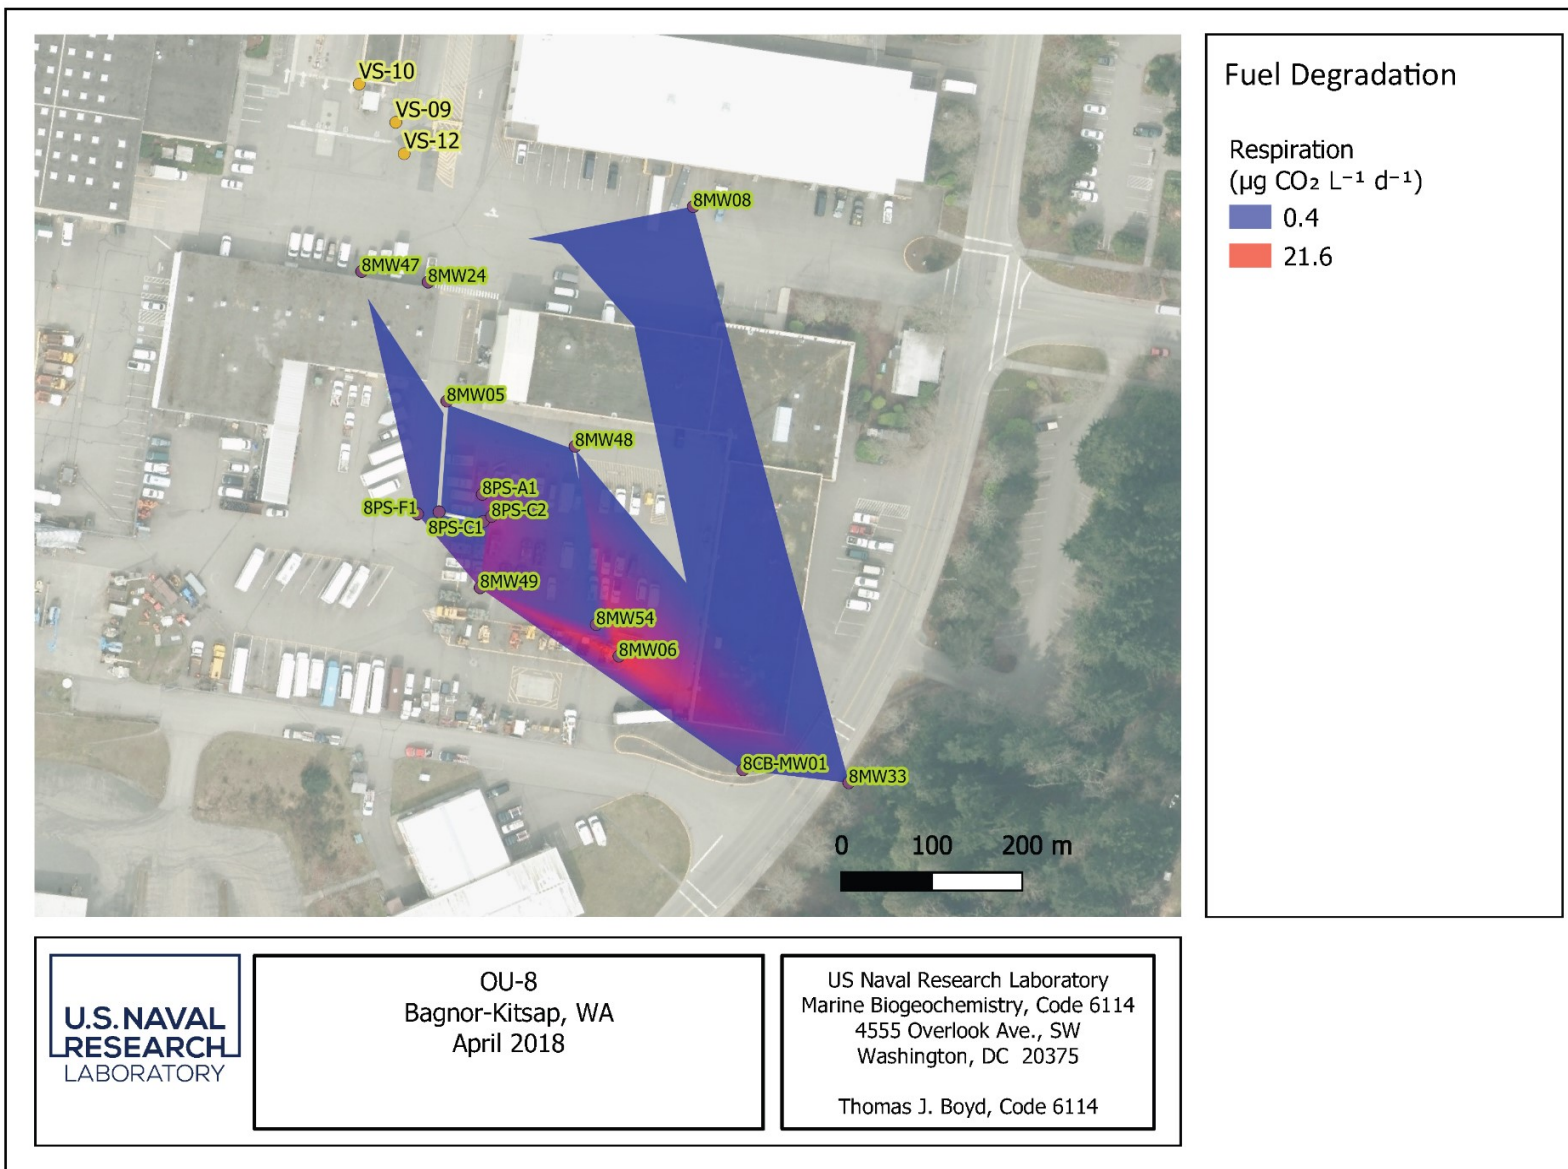 VS-10
VS-09
VS-12
8MW08
8MW47
8MW24
8MW05
8MW48
8PS-A1
8PS-F1
8PS-C2
8PS-C1
8MW49
8MW54
8MW06
8CB-MW01
8MW33
0 100 200 m
Fuel Degradation
Respiration
(µg CO₂ L⁻¹ d⁻¹)
0.4
21.6
U.S. NAVAL
RESEARCH
LABORATORY
OU-8
Bagnor-Kitsap, WA
April 2018
US Naval Research Laboratory
Marine Biogeochemistry, Code 6114
4555 Overlook Ave., SW
Washington, DC 20375
Thomas J. Boyd, Code 6114